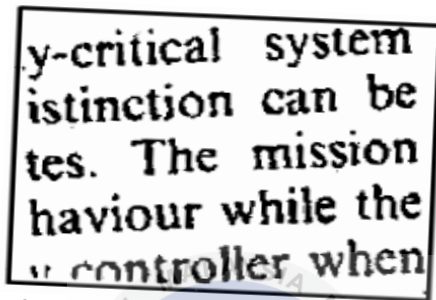 y-critical system
istinction can be
tes. The mission
haviour while the
controller when